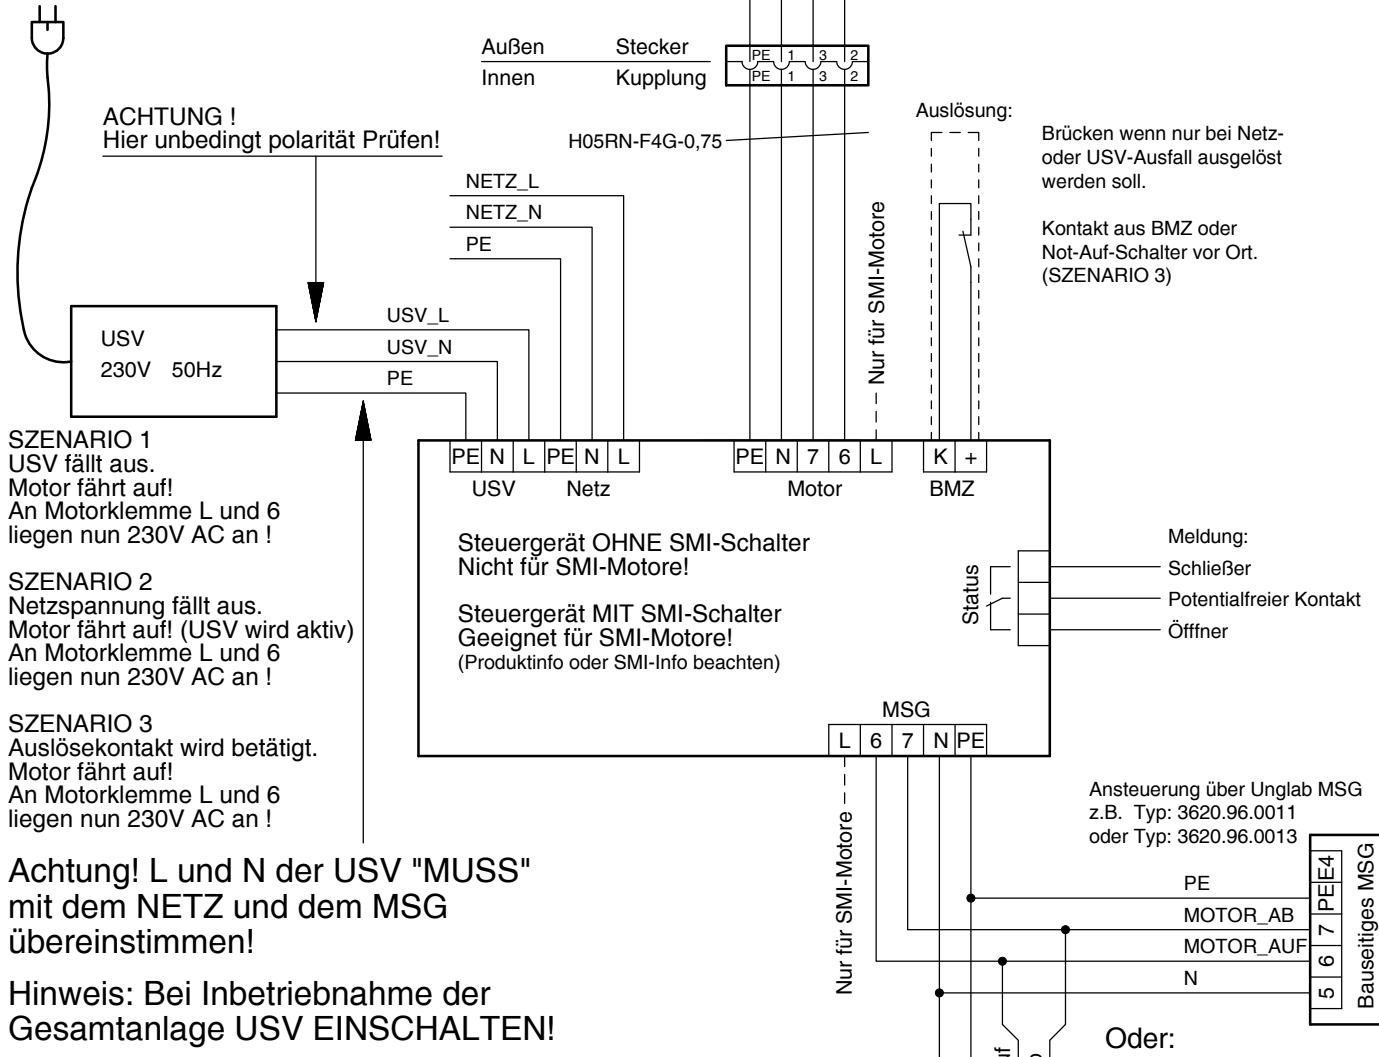 Außen Stecker
Innen Kupplung
PE 1 3 2
PE 1 3 2
ACHTUNG !
Hier unbedingt polarität Prüfen!
H05RN-F4G-0,75
Auslösung:
Brücken wenn nur bei Netz-
oder USV-Ausfall ausgelöst
werden soll.
Kontakt aus BMZ oder
Not-Auf-Schalter vor Ort.
(SZENARIO 3)
NETZ_L
NETZ_N
PE
Nur für SMI-Motore
USV
230V 50Hz
USV_L
USV_N
PE
SZENARIO 1
USV fällt aus.
Motor fährt auf!
An Motorklemme L und 6
liegen nun 230V AC an !
SZENARIO 2
Netzspannung fällt aus.
Motor fährt auf! (USV wird aktiv)
An Motorklemme L und 6
liegen nun 230V AC an !
SZENARIO 3
Auslösekontakt wird betätigt.
Motor fährt auf!
An Motorklemme L und 6
liegen nun 230V AC an !
PE N L PE N L
USV Netz
PE N 7 6 L
Motor
K +
BMZ
Steuergerät OHNE SMI-Schalter
Nicht für SMI-Motore!
Steuergerät MIT SMI-Schalter
Geeignet für SMI-Motore!
(Produktinfo oder SMI-Info beachten)
Status
Meldung:
Schließer
Potentialfreier Kontakt
Öfffner
MSG
L 6 7 N PE
Nur für SMI-Motore
Ansteuerung über Unglab MSG
z.B. Typ: 3620.96.0011
oder Typ: 3620.96.0013
PE
MOTOR_AB
MOTOR_AUF
N
5 6 7 PE E4
Bauseitiges MSG
Achtung! L und N der USV "MUSS"
mit dem NETZ und dem MSG
übereinstimmen!
Hinweis: Bei Inbetriebnahme der
Gesamtanlage USV EINSCHALTEN!
Oder: